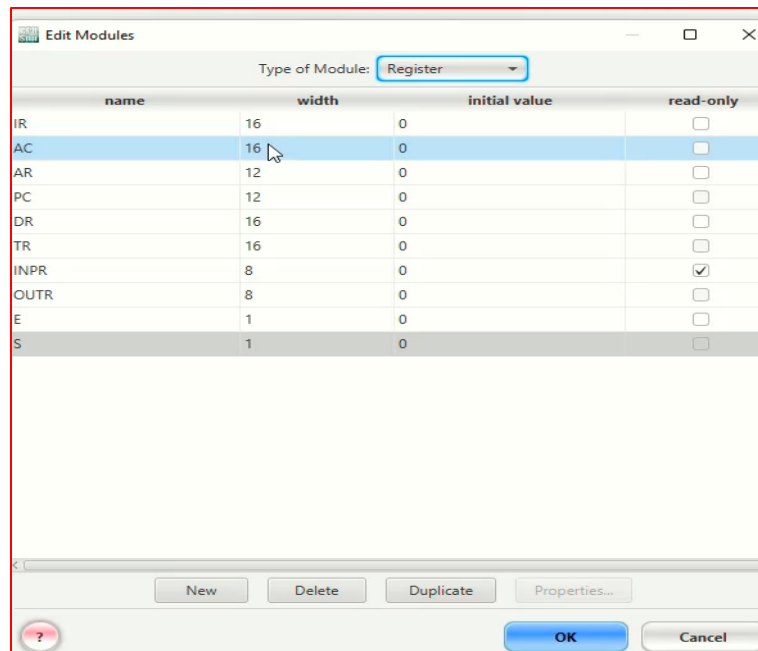 Edit Modules
Type of Module: Register
name width initial value read-only
IR 16 0
AC 16 0
AR 12 0
PC 12 0
DR 16 0
TR 16 0
INPR 8 0
OUTR 8 0
E 1 0
S 1 0
New Delete Duplicate Properties...
? OK Cancel